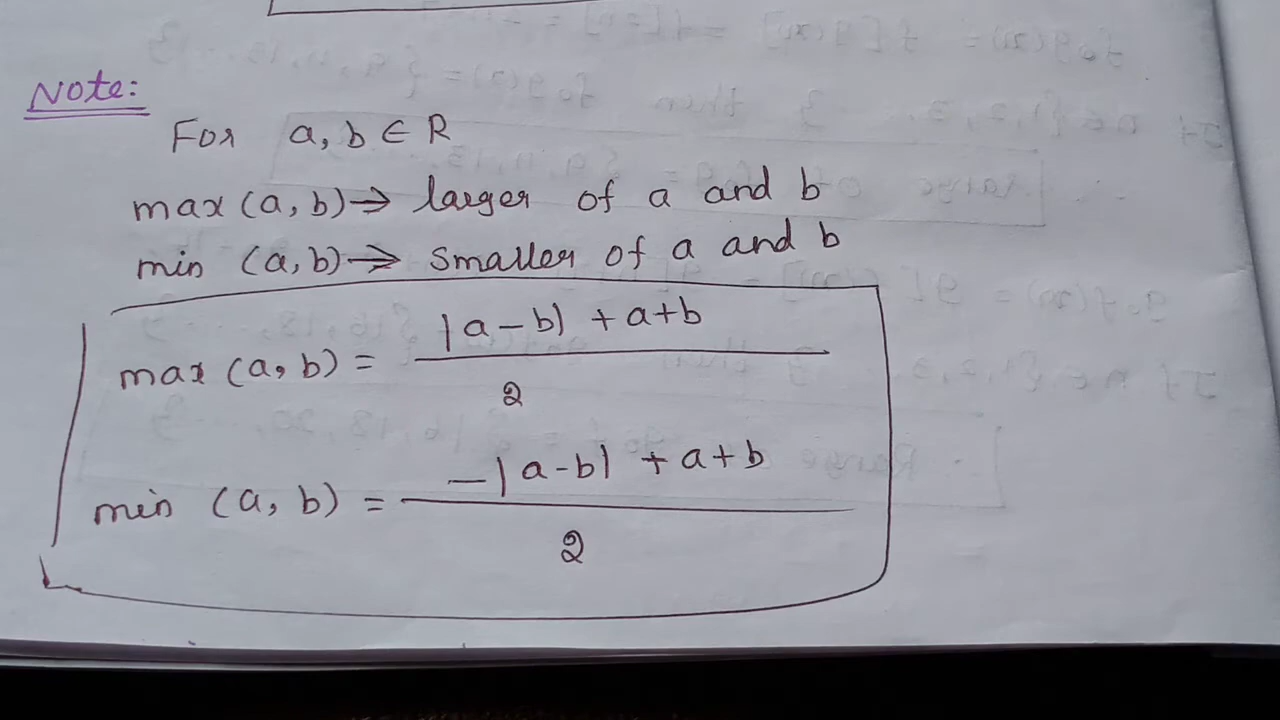 Note:
For a, b ∈ R
max (a, b) → larger of a and b
min (a, b) → smaller of a and b
max (a, b) = |a - b| + a + b / 2
min (a, b) = -|a - b| + a + b / 2